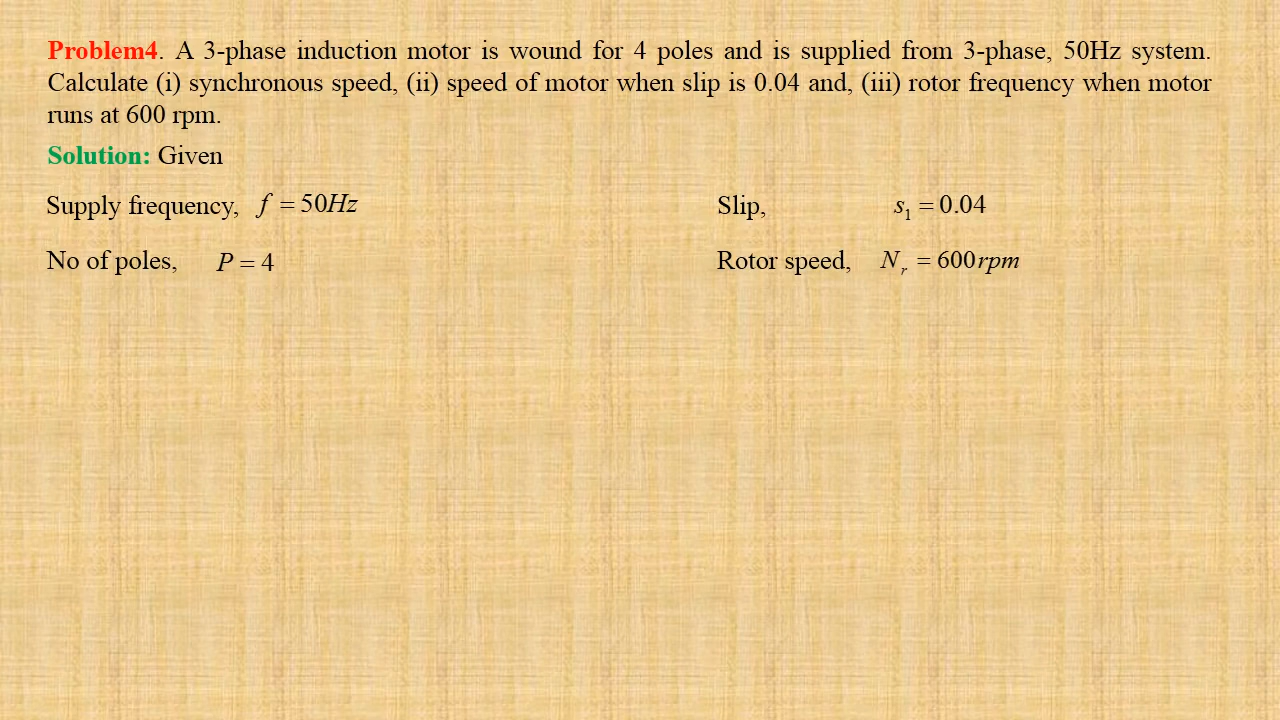 Problem4. A 3-phase induction motor is wound for 4 poles and is supplied from 3-phase, 50Hz system.
Calculate (i) synchronous speed, (ii) speed of motor when slip is 0.04 and, (iii) rotor frequency when motor
runs at 600 rpm.
Solution: Given
Supply frequency, f = 50Hz
Slip, s₁ = 0.04
No of poles, P = 4
Rotor speed, Nᵣ = 600rpm